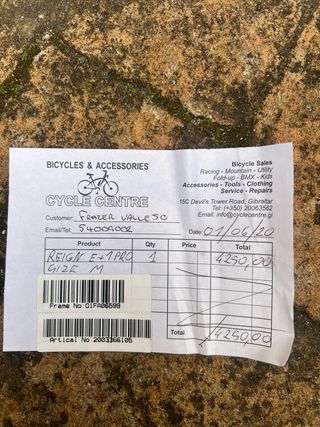 BICYCLES & ACCESSORIES
CYCLE CENTRE
Bicycle Sales
Racing - Mountain - Utility
Fold-up - BMX - Kids
Accessories - Tools - Clothing
Service - Repairs
15C Devil's Tower Road, Gibraltar
Tel: (+350) 20063562
Email: info@cyclecentre.gi
Customer: FRAZER VALLEJO
Email/Tel: 54009002 Date: 01/06/20
Product Qty Price Total
REIGN E+1 PRO 1 4250,00
SIZE M
Frame No:GIFA06699
Artical No:2003366105
Total 4250,00